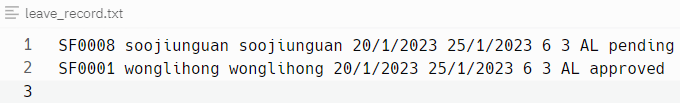 leave_record.txt
1 SF0008 soojiunguan soojiunguan 20/1/2023 25/1/2023 6 3 AL pending
2 SF0001 wonglihong wonglihong 20/1/2023 25/1/2023 6 3 AL approved
3